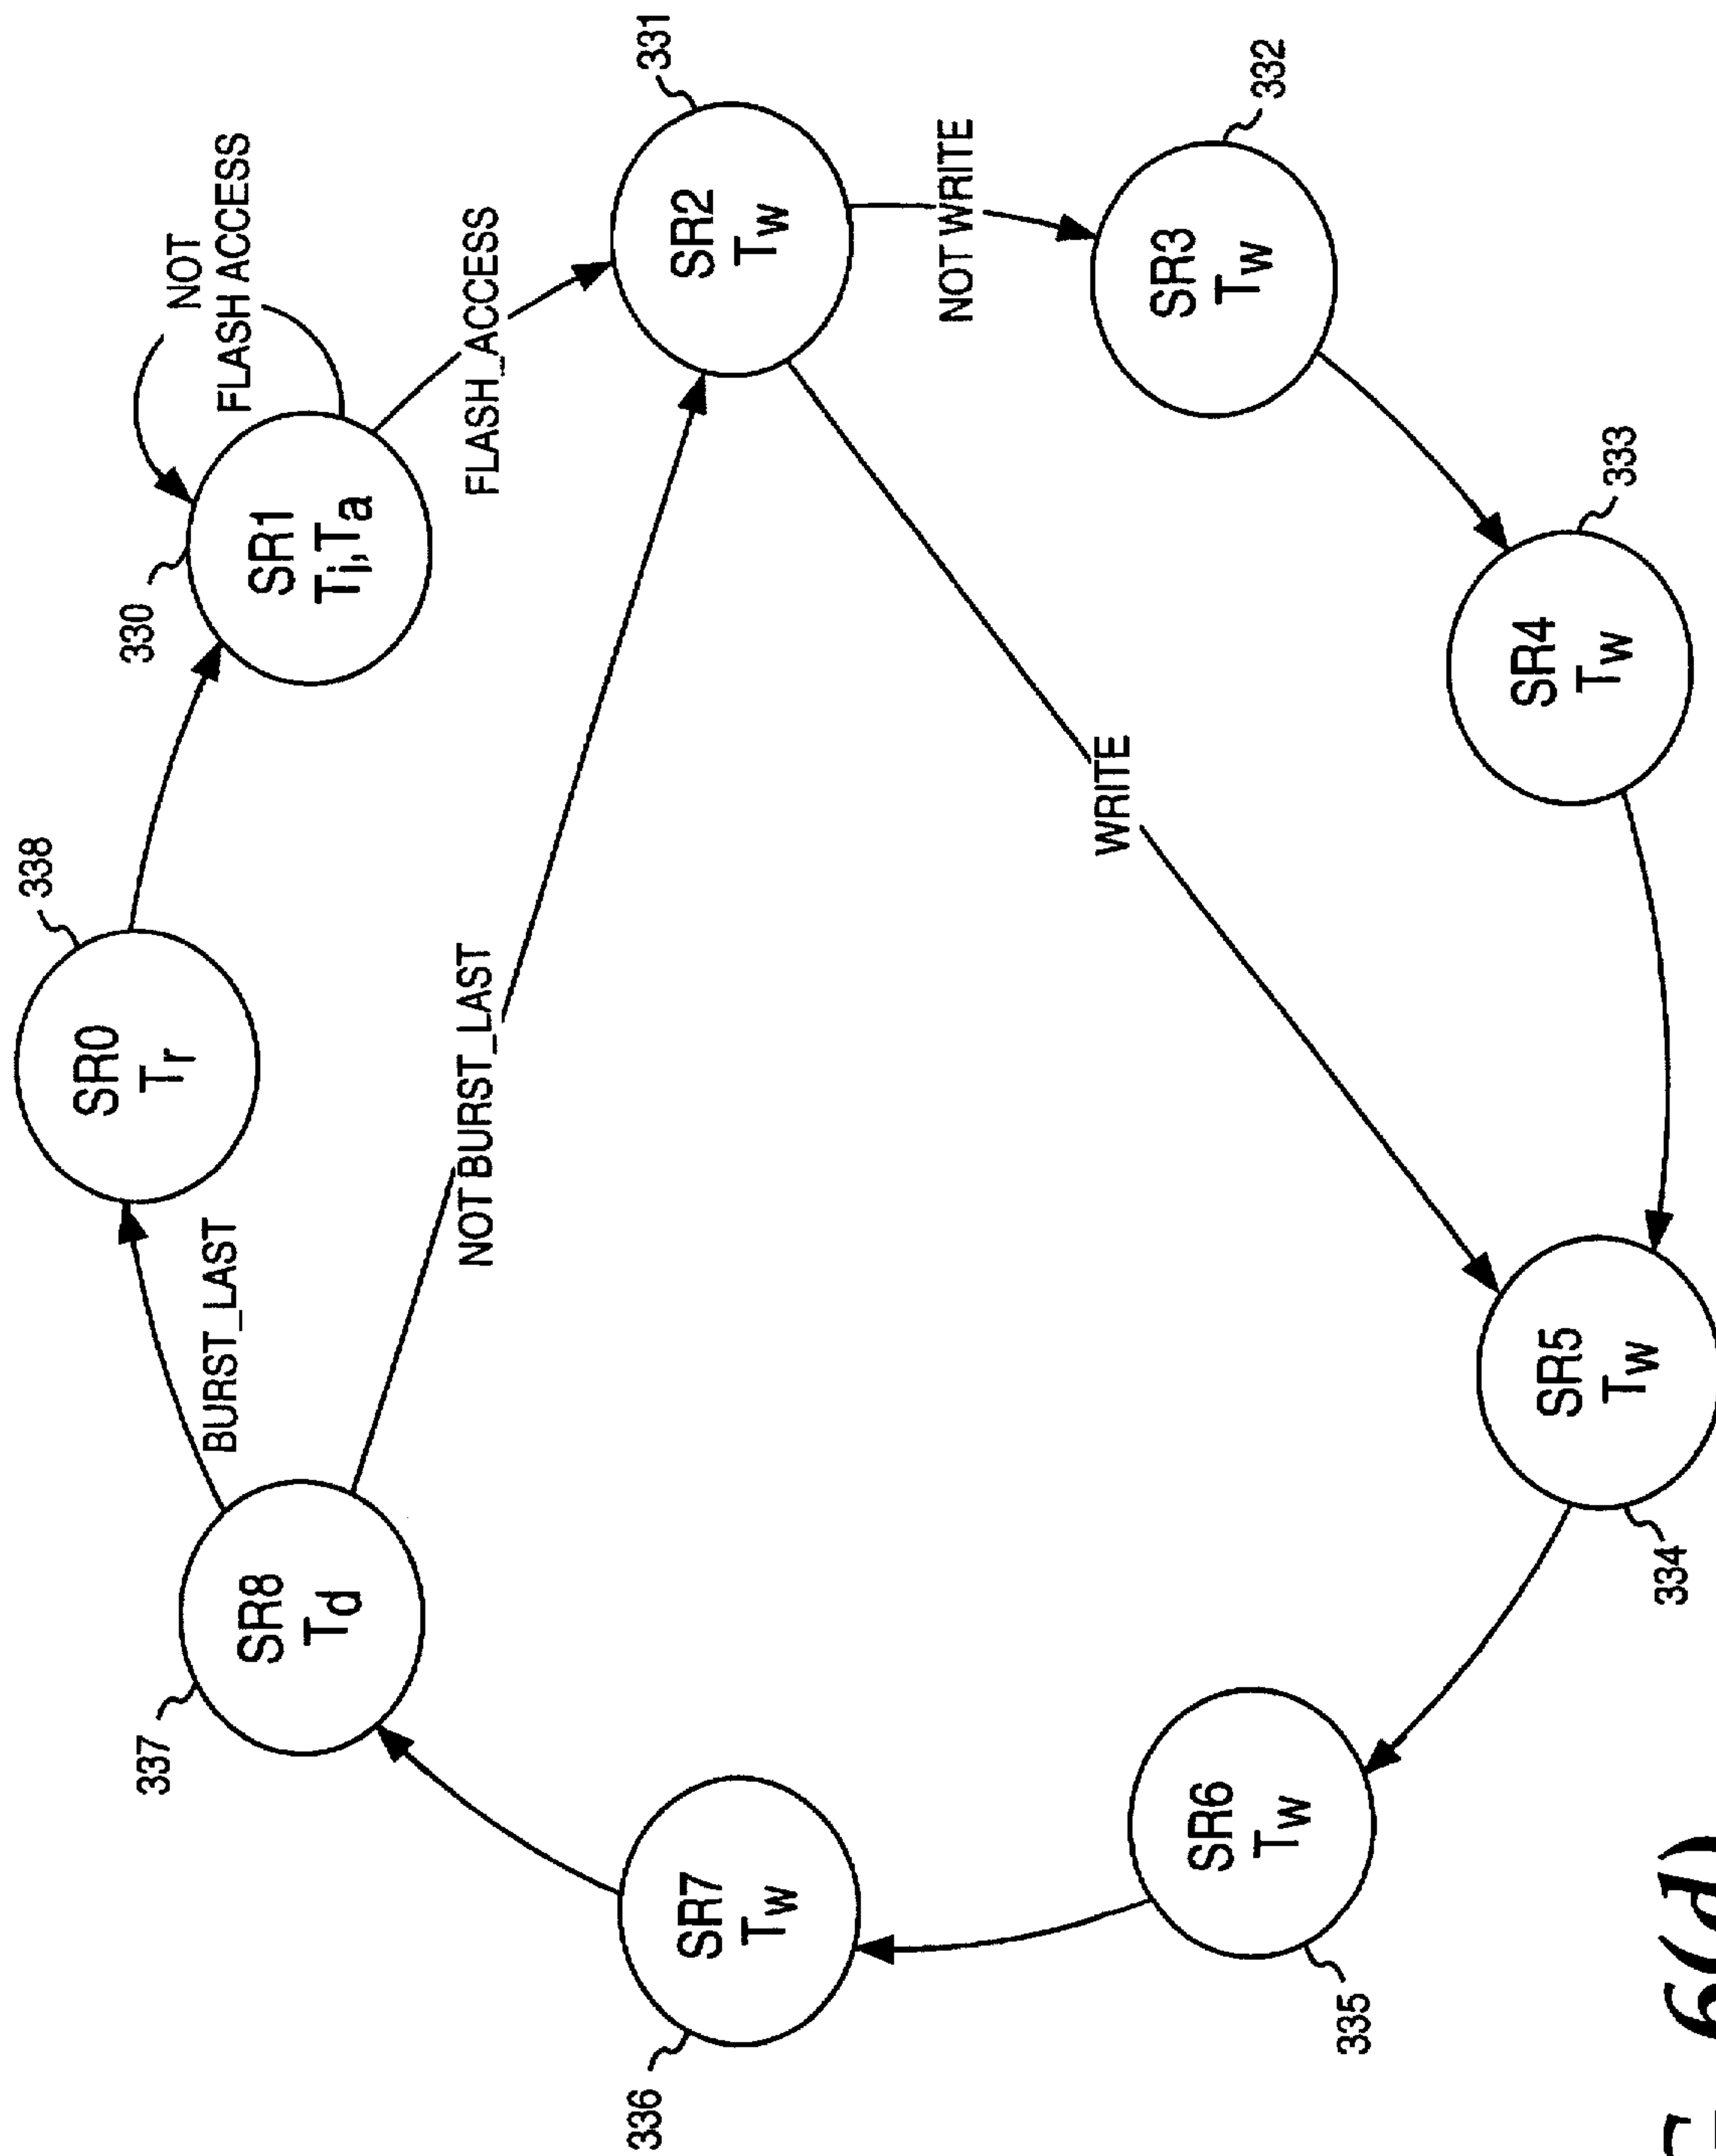 338
SR0
Tr
330
SR1
Ti,Ta
NOT
FLASH ACCESS
FLASH_ACCESS
331
SR2
Tw
NOT WRITE
332
SR3
Tw
333
SR4
Tw
WRITE
SR5
Tw
334
SR6
Tw
335
SR7
Tw
336
SR8
Td
337
BURST_LAST
NOT BURST_LAST
6(d)